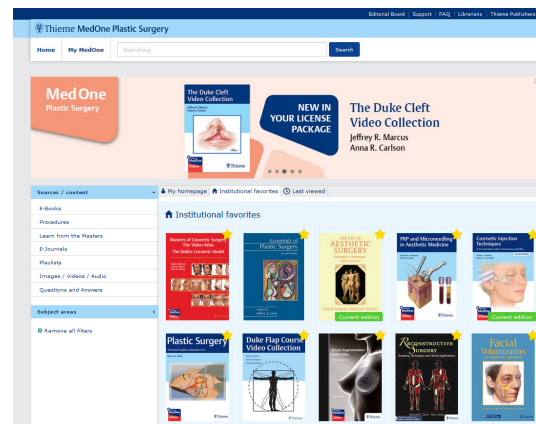 Editorial Board | Support | FAQ | Librarians | Thieme Publishers
Thieme MedOne Plastic Surgery
Home
My MedOne
Searching
Search
MedOne
Plastic Surgery
The Duke Cleft
Video Collection
Jeffrey R. Marcus
Anna R. Carlson
Thieme
NEW IN
YOUR LICENSE
PACKAGE
The Duke Cleft
Video Collection
Jeffrey R. Marcus
Anna R. Carlson
Sources / content
My homepage
Institutional favorites
Last viewed
E-Books
Procedures
Learn from the Masters
E-Journals
Playlists
Images / Videos / Audio
Questions and Answers
Subject areas
Remove all filters
Institutional favorites
Masters of Cosmetic Surgery
The Video Atlas
The Dallas Cosmetic Model
Essentials of
Plastic Surgery
THE ART OF
AESTHETIC
SURGERY
Current edition
PRP and Microneedling
in Aesthetic Medicine
Cosmetic Injection
Techniques
Current edition
Plastic Surgery
Duke Flap Course
Video Collection
Breast Augmentation
Video Atlas
RECONSTRUCTIVE
SURGERY
Facial
Volumization